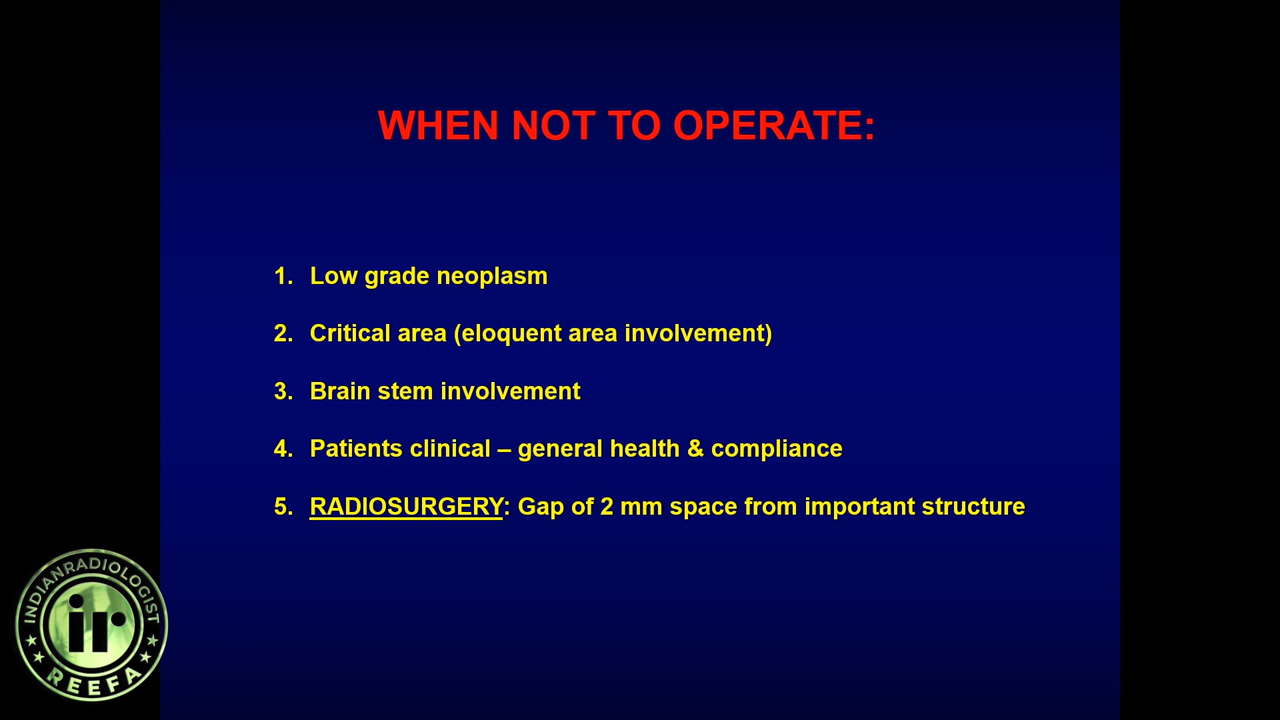 WHEN NOT TO OPERATE:
1. Low grade neoplasm
2. Critical area (eloquent area involvement)
3. Brain stem involvement
4. Patients clinical – general health & compliance
5. RADIOSURGERY: Gap of 2 mm space from important structure
INDIANRADIOLOGIST
ir
REEFA